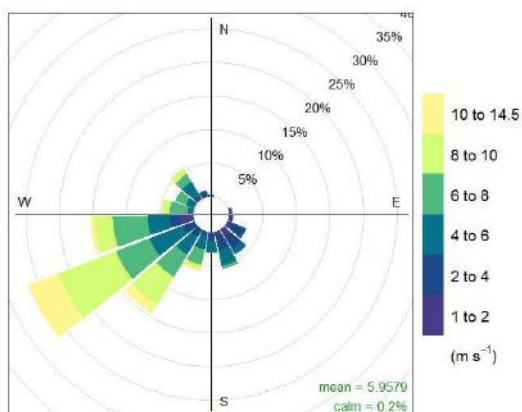 N
35%
30%
25%
20%
15%
10%
5%
W
E
S
mean = 5.9579
calm = 0.2%
10 to 14.5
8 to 10
6 to 8
4 to 6
2 to 4
1 to 2
(m s⁻¹)